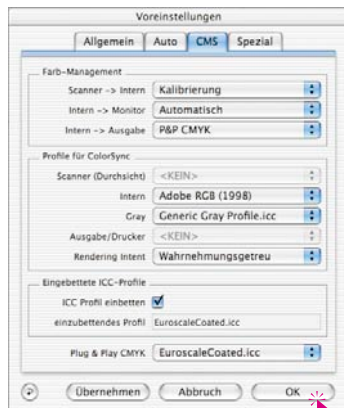 Voreinstellungen
Allgemein Auto CMS Spezial
Farb-Management
Scanner -> Intern Kalibrierung
Intern -> Monitor Automatisch
Intern -> Ausgabe P&P CMYK
Profile für ColorSync
Scanner (Durchsicht) <KEIN>
Intern Adobe RGB (1998)
Gray Generic Gray Profile.icc
Ausgabe/Drucker <KEIN>
Rendering Intent Wahrnehmungsgetreu
Eingebettete ICC-Profile
ICC Profil einbetten
einzubettendes Profil EuroscaleCoated.icc
Plug & Play CMYK EuroscaleCoated.icc
Übernehmen Abbruch OK